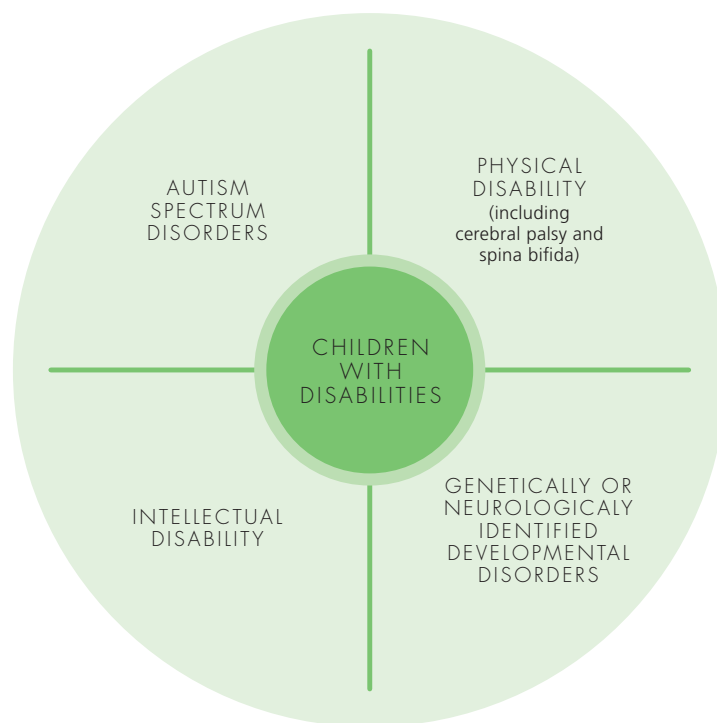 AUTISM
SPECTRUM
DISORDERS
PHYSICAL
DISABILITY
(including
cerebral palsy and
spina bifida)
CHILDREN
WITH
DISABILITIES
INTELLECTUAL
DISABILITY
GENETICALLY OR
NEUROLOGICALY
IDENTIFIED
DEVELOPMENTAL
DISORDERS